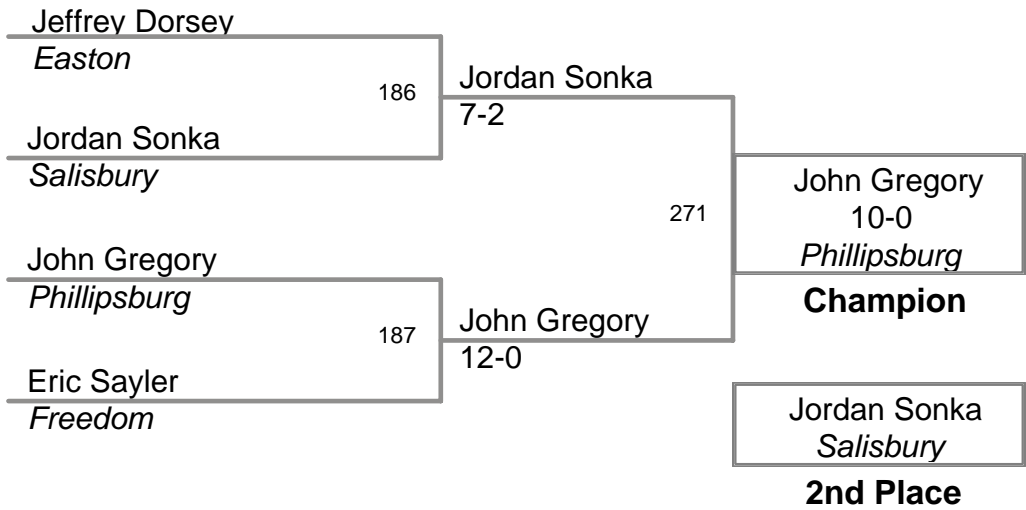 Jeffrey Dorsey
Easton
186
Jordan Sonka
7-2
Jordan Sonka
Salisbury
271
John Gregory
10-0
Phillipsburg
Champion
John Gregory
Phillipsburg
187
John Gregory
12-0
Eric Sayler
Freedom
Jordan Sonka
Salisbury
2nd Place